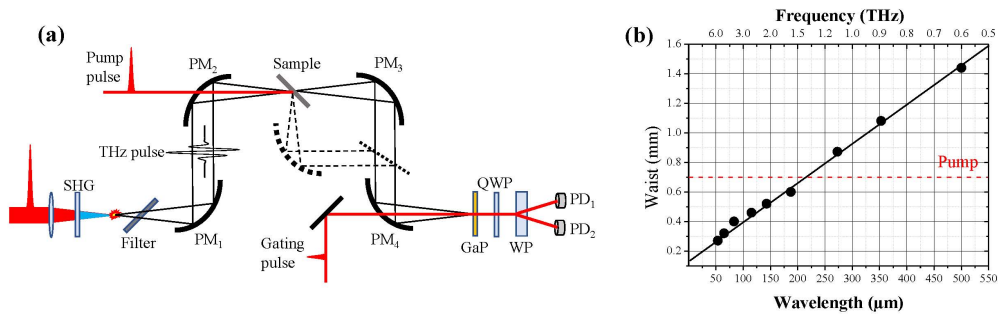 (a)
Pump
pulse
PM2
Sample
PM3
THz pulse
SHG
Filter
PM1
Gating
pulse
PM4
QWP
GaP
WP
PD1
PD2
(b)
Frequency (THz)
6.0 3.0 2.0 1.5 1.2 1.0 0.9 0.8 0.7 0.6 0.5
1.6
1.4
1.2
1.0
0.8
0.6
0.4
0.2
Waist (mm)
Pump
50 100 150 200 250 300 350 400 450 500 550
Wavelength (µm)